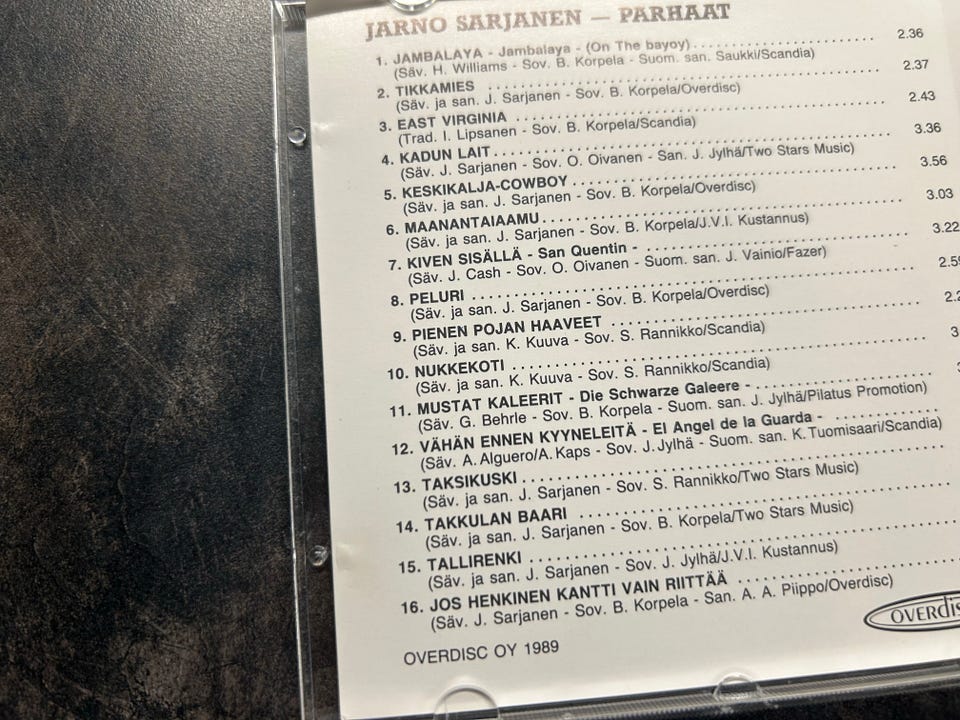 JARNO SARJANEN — PARHAAT
1. JAMBALAYA - Jambalaya - (On The bayoy) 2.36
(Säv. H. Williams - Sov. B. Korpela - Suom. san. Saukki/Scandia)
2. TIKKAMIES 2.37
(Säv. ja san. J. Sarjanen - Sov. B. Korpela/Overdisc)
3. EAST VIRGINIA 2.43
(Trad. I. Lipsanen - Sov. B. Korpela/Scandia)
4. KADUN LAIT 3.36
(Säv. J. Sarjanen - Sov. O. Oivanen - San. J. Jylhä/Two Stars Music)
5. KESKIKALJA-COWBOY 3.56
(Säv. ja san. J. Sarjanen - Sov. B. Korpela/Overdisc)
6. MAANANTAIAAMU 3.03
(Säv. ja san. J. Sarjanen - Sov. B. Korpela/J.V.I. Kustannus)
7. KIVEN SISÄLLÄ - San Quentin - 3.22
(Säv. J. Cash - Sov. O. Oivanen - Suom. san. J. Vainio/Fazer)
8. PELURI
(Säv. ja san. J. Sarjanen - Sov. B. Korpela/Overdisc)
9. PIENEN POJAN HAAVEET
(Säv. ja san. K. Kuuva - Sov. S. Rannikko/Scandia)
10. NUKKEKOTI
(Säv. ja san. K. Kuuva - Sov. S. Rannikko/Scandia)
11. MUSTAT KALEERIT - Die Schwarze Galeere -
(Säv. G. Behrle - Sov. B. Korpela - Suom. san. J. Jylhä/Pilatus Promotion)
12. VÄHÄN ENNEN KYYNELEITÄ - El Angel de la Guarda -
(Säv. A. Alguero/A. Kaps - Sov. J. Jylhä - Suom. san. K. Tuomisaari/Scandia)
13. TAKSIKUSKI
(Säv. ja san. J. Sarjanen - Sov. S. Rannikko/Two Stars Music)
14. TAKKULAN BAARI
(Säv. ja san. J. Sarjanen - Sov. B. Korpela/Two Stars Music)
15. TALLIRENKI
(Säv. ja san. J. Sarjanen - Sov. J. Jylhä/J.V.I. Kustannus)
16. JOS HENKINEN KANTTI VAIN RIITTÄÄ
(Säv. J. Sarjanen - Sov. B. Korpela - San. A. A. Piippo/Overdisc)
OVERDISC OY 1989